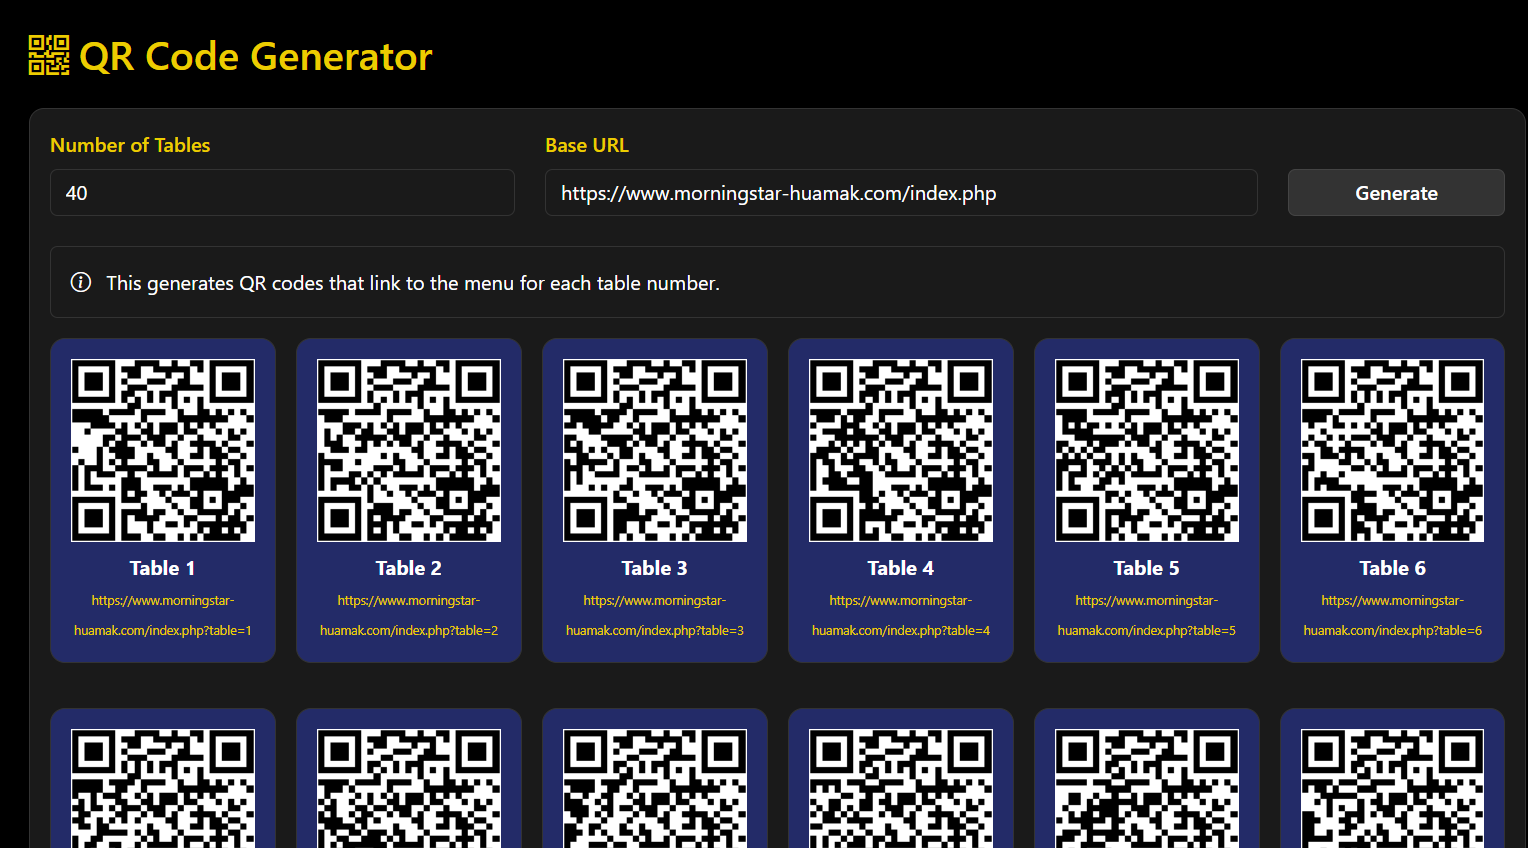 QR Code Generator
Number of Tables
Base URL
40
https://www.morningstar-huamak.com/index.php
Generate
This generates QR codes that link to the menu for each table number.
Table 1
https://www.morningstar-
huamak.com/index.php?table=1
Table 2
https://www.morningstar-
huamak.com/index.php?table=2
Table 3
https://www.morningstar-
huamak.com/index.php?table=3
Table 4
https://www.morningstar-
huamak.com/index.php?table=4
Table 5
https://www.morningstar-
huamak.com/index.php?table=5
Table 6
https://www.morningstar-
huamak.com/index.php?table=6